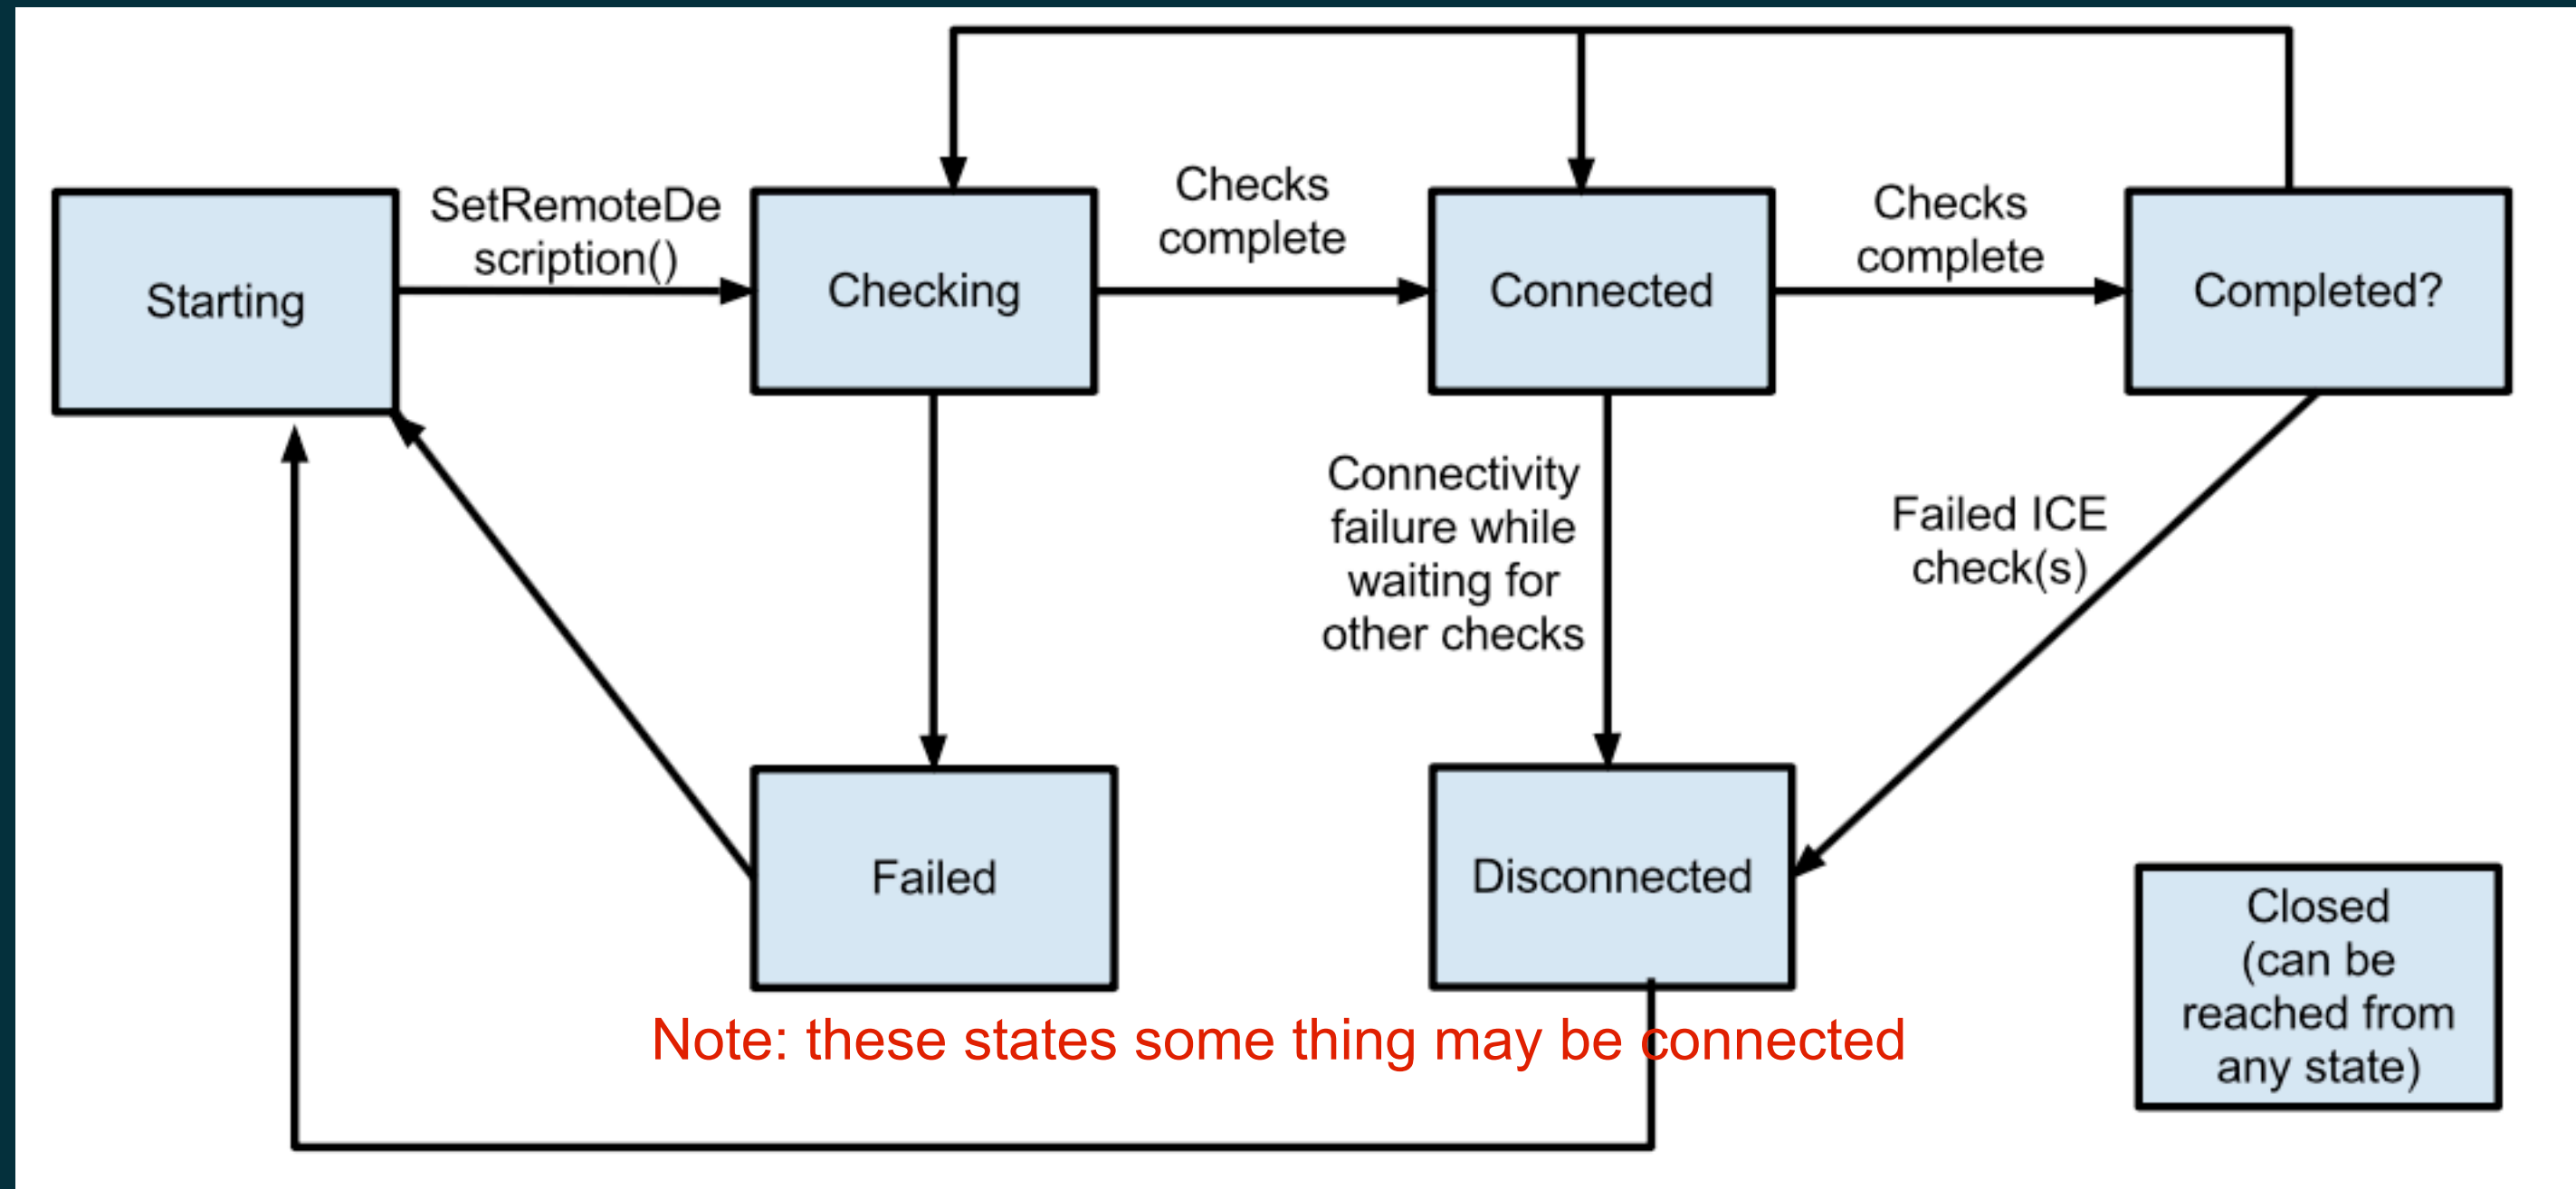 Starting
SetRemoteDe
scription()
Checking
Checks
complete
Connected
Checks
complete
Completed?
Connectivity
failure while
waiting for
other checks
Failed ICE
check(s)
Failed
Disconnected
Closed
(can be
reached from
any state)
Note: these states some thing may be connected